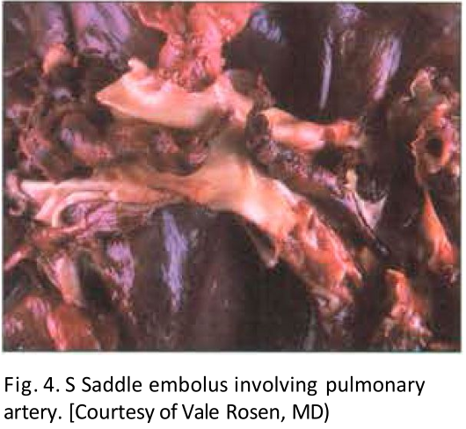 Fig. 4. S Saddle embolus involving pulmonary
artery. [Courtesy of Vale Rosen, MD)